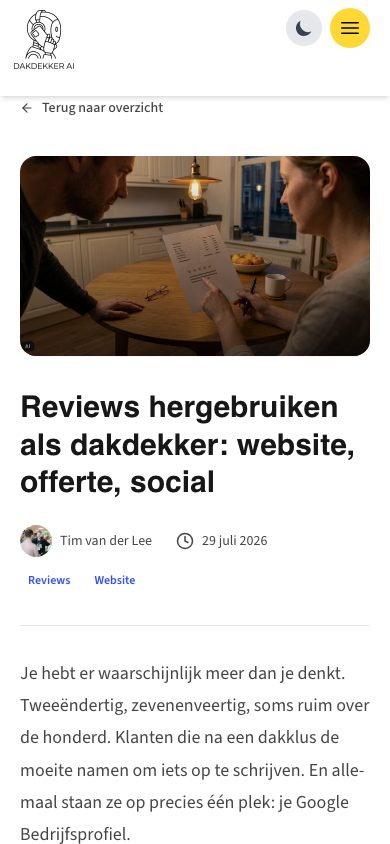 DAKDEKKER AI
Terug naar overzicht
AI
Reviews hergebruiken
als dakdekker: website,
offerte, social
Tim van der Lee
29 juli 2026
Reviews
Website
Je hebt er waarschijnlijk meer dan je denkt.
Tweeëndertig, zevenenveertig, soms ruim over
de honderd. Klanten die na een dakklus de
moeite namen om iets op te schrijven. En alle-
maal staan ze op precies één plek: je Google
Bedrijfsprofiel.